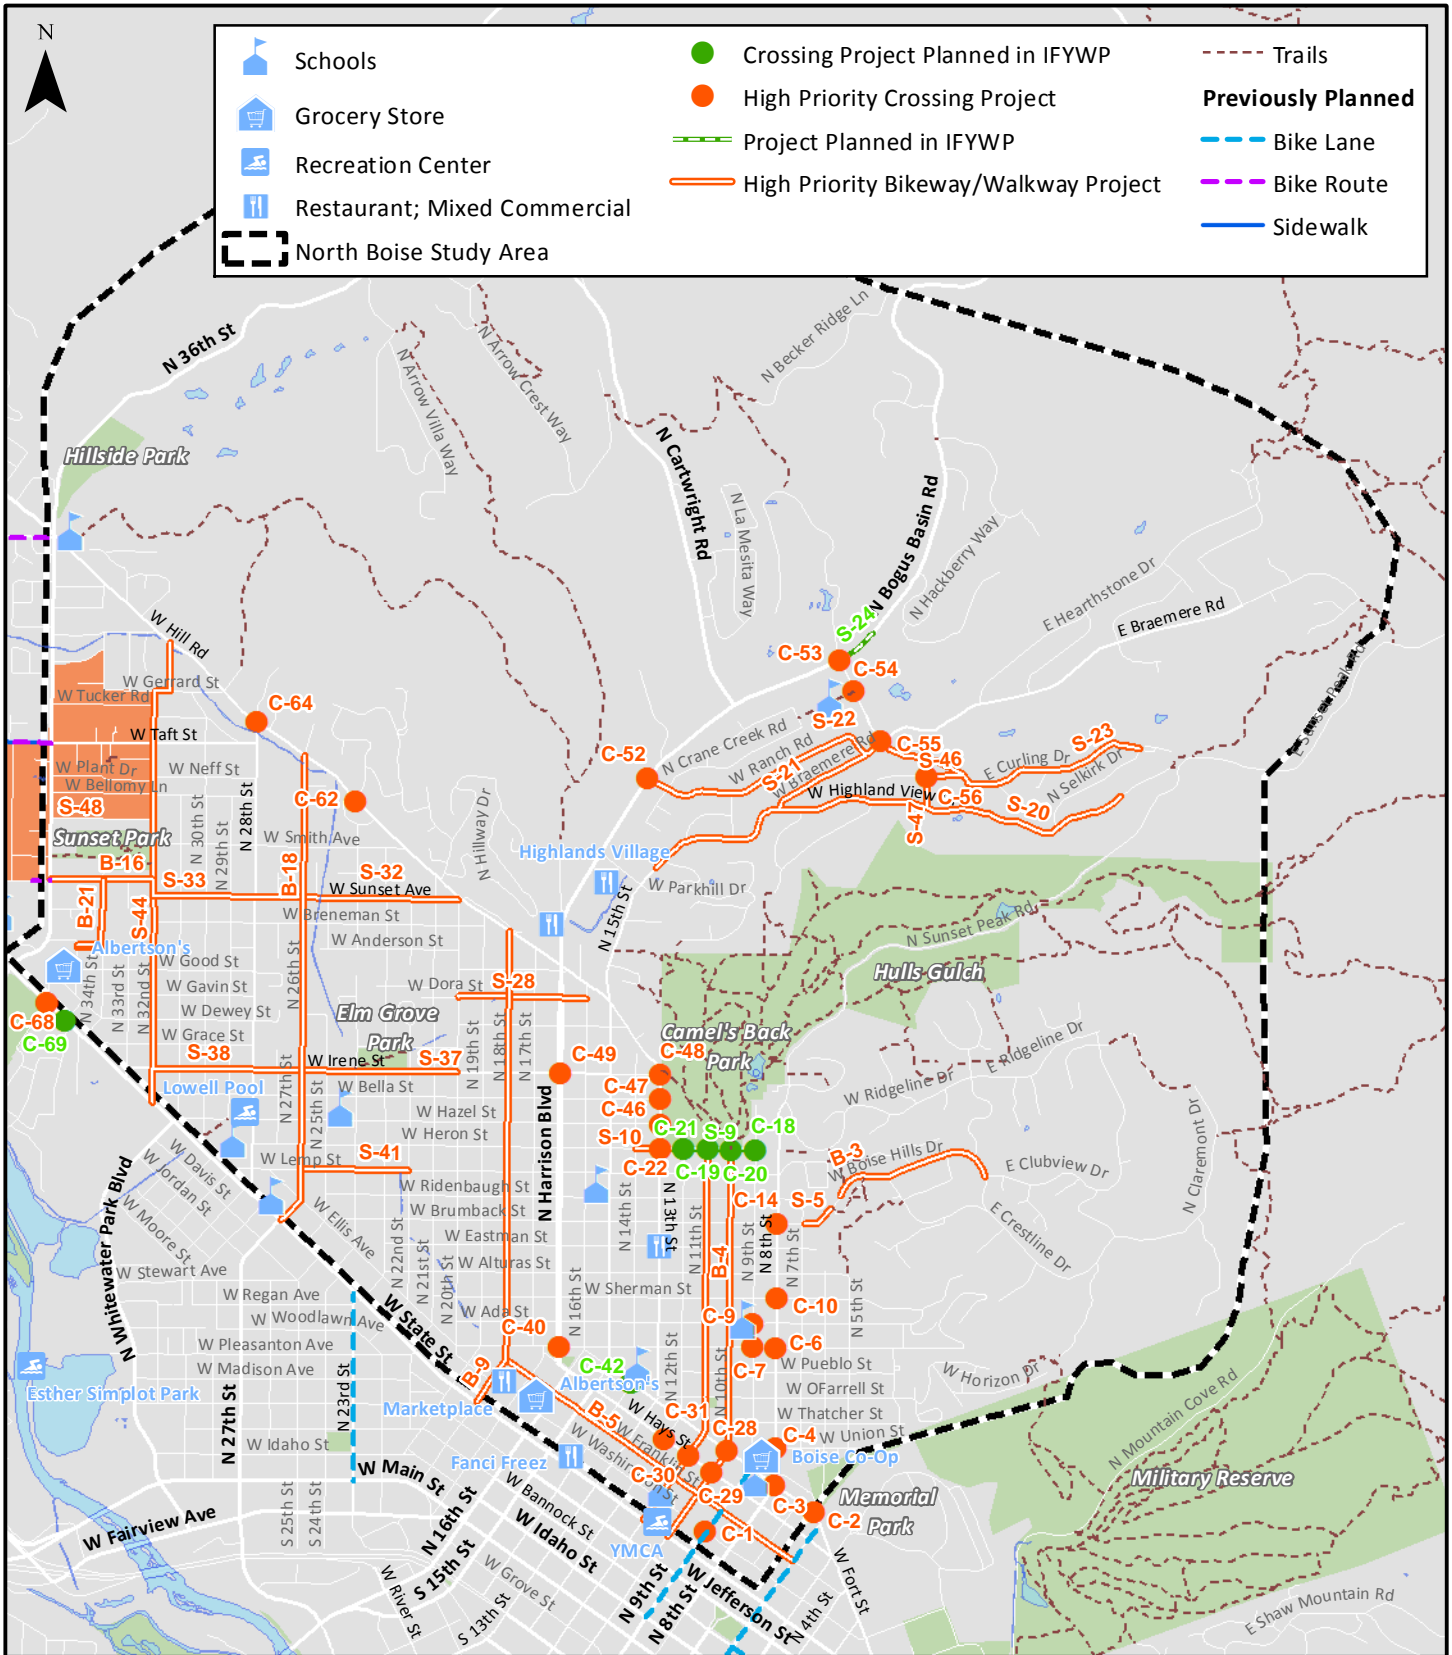 N
Schools
Grocery Store
Recreation Center
Restaurant; Mixed Commercial
North Boise Study Area
Crossing Project Planned in IFYWP
High Priority Crossing Project
Project Planned in IFYWP
High Priority Bikeway/Walkway Project
Trails
Previously Planned
Bike Lane
Bike Route
Sidewalk
N 36th St
N Arrow Villa Way
N Arrow Crest Way
N Becker Ridge Ln
Hillside Park
N Cartwright Rd
N La Mesita Way
N Bogus Basin Rd
N Hackberry Way
E Hearthstone Dr
E Braemere Rd
N Sunset Peak Rd
W Hill Rd
S-24
C-53
C-54
W Gerrard St
W Tucker Rd
C-64
S-22
W Taft St
C-52
N Crane Creek Rd
W Ranch Rd
W Braemere Rd
C-55
S-46
S-23
E Curling Dr
N Selkirk Dr
W Plant Dr
W Neff St
W Bellomy Ln
S-21
W Highland View
C-56
S-20
S-47
S-48
C-62
N 30th St
N 29th St
N 28th St
W Smith Ave
N Hillway Dr
Sunset Park
Highlands Village
B-16
S-33
B-18
S-32
W Sunset Ave
W Parkhill Dr
N 15th St
B-21
S-44
W Breneman St
W Anderson St
N Sunset Peak Rd
Albertson's
W Good St
N 26th St
Hulls Gulch
W Gavin St
W Dora St
S-28
N 34th St
N 33rd St
N 32nd St
W Dewey St
Elm Grove
Park
Camel's Back
Park
C-68
C-69
W Grace St
S-38
W Irene St
S-37
N 19th St
N 18th St
N 17th St
C-49
C-48
E Ridgeline Dr
W Ridgeline Dr
Lowell Pool
W Bella St
C-47
C-46
N 27th St
N 25th St
W Hazel St
W Heron St
N Harrison Blvd
S-10
C-21
S-9
C-18
C-22
C-19
C-20
B-3
W Boise Hills Dr
E Clubview Dr
N Claremont Dr
W Davis St
W Jordan St
W Lemp St
S-41
W Moore St
W Ridenbaugh St
W Brumback St
N 14th St
N 13th St
C-14
S-5
E Crestline Dr
N Whitewater Park Blvd
W Ellis Ave
W Eastman St
N 11th St
B-4
N 9th St
N 8th St
N 7th St
W Stewart Ave
N 22nd St
N 21st St
N 20th St
W Alturas St
W Regan Ave
W Sherman St
C-10
N 5th St
W Woodlawn Ave
W State St
W Ada St
N 16th St
C-9
C-40
C-6
W Pleasanton Ave
C-7
W Pueblo St
W Madison Ave
B-9
C-42
N 12th St
N 10th St
W Horizon Dr
Esther Simplot Park
N 27th St
N 23rd St
Albertson's
W OFarrell St
Marketplace
B-5
W Hays St
C-31
W Thatcher St
N Mountain Cove Rd
W Idaho St
W Franklin St
C-28
C-4
W Union St
W Washington St
Boise Co-Op
Fanci Freez
W Main St
C-30
Military Reserve
C-29
C-3
Memorial
Park
W Fairview Ave
S 25th St
S 24th St
N 16th St
W Bannock St
W Idaho St
C-1
C-2
YMCA
S 15th St
W Grove St
W River St
S 13th St
N 9th St
N 8th St
W Jefferson St
N 4th St
W Fort St
E Shaw Mountain Rd